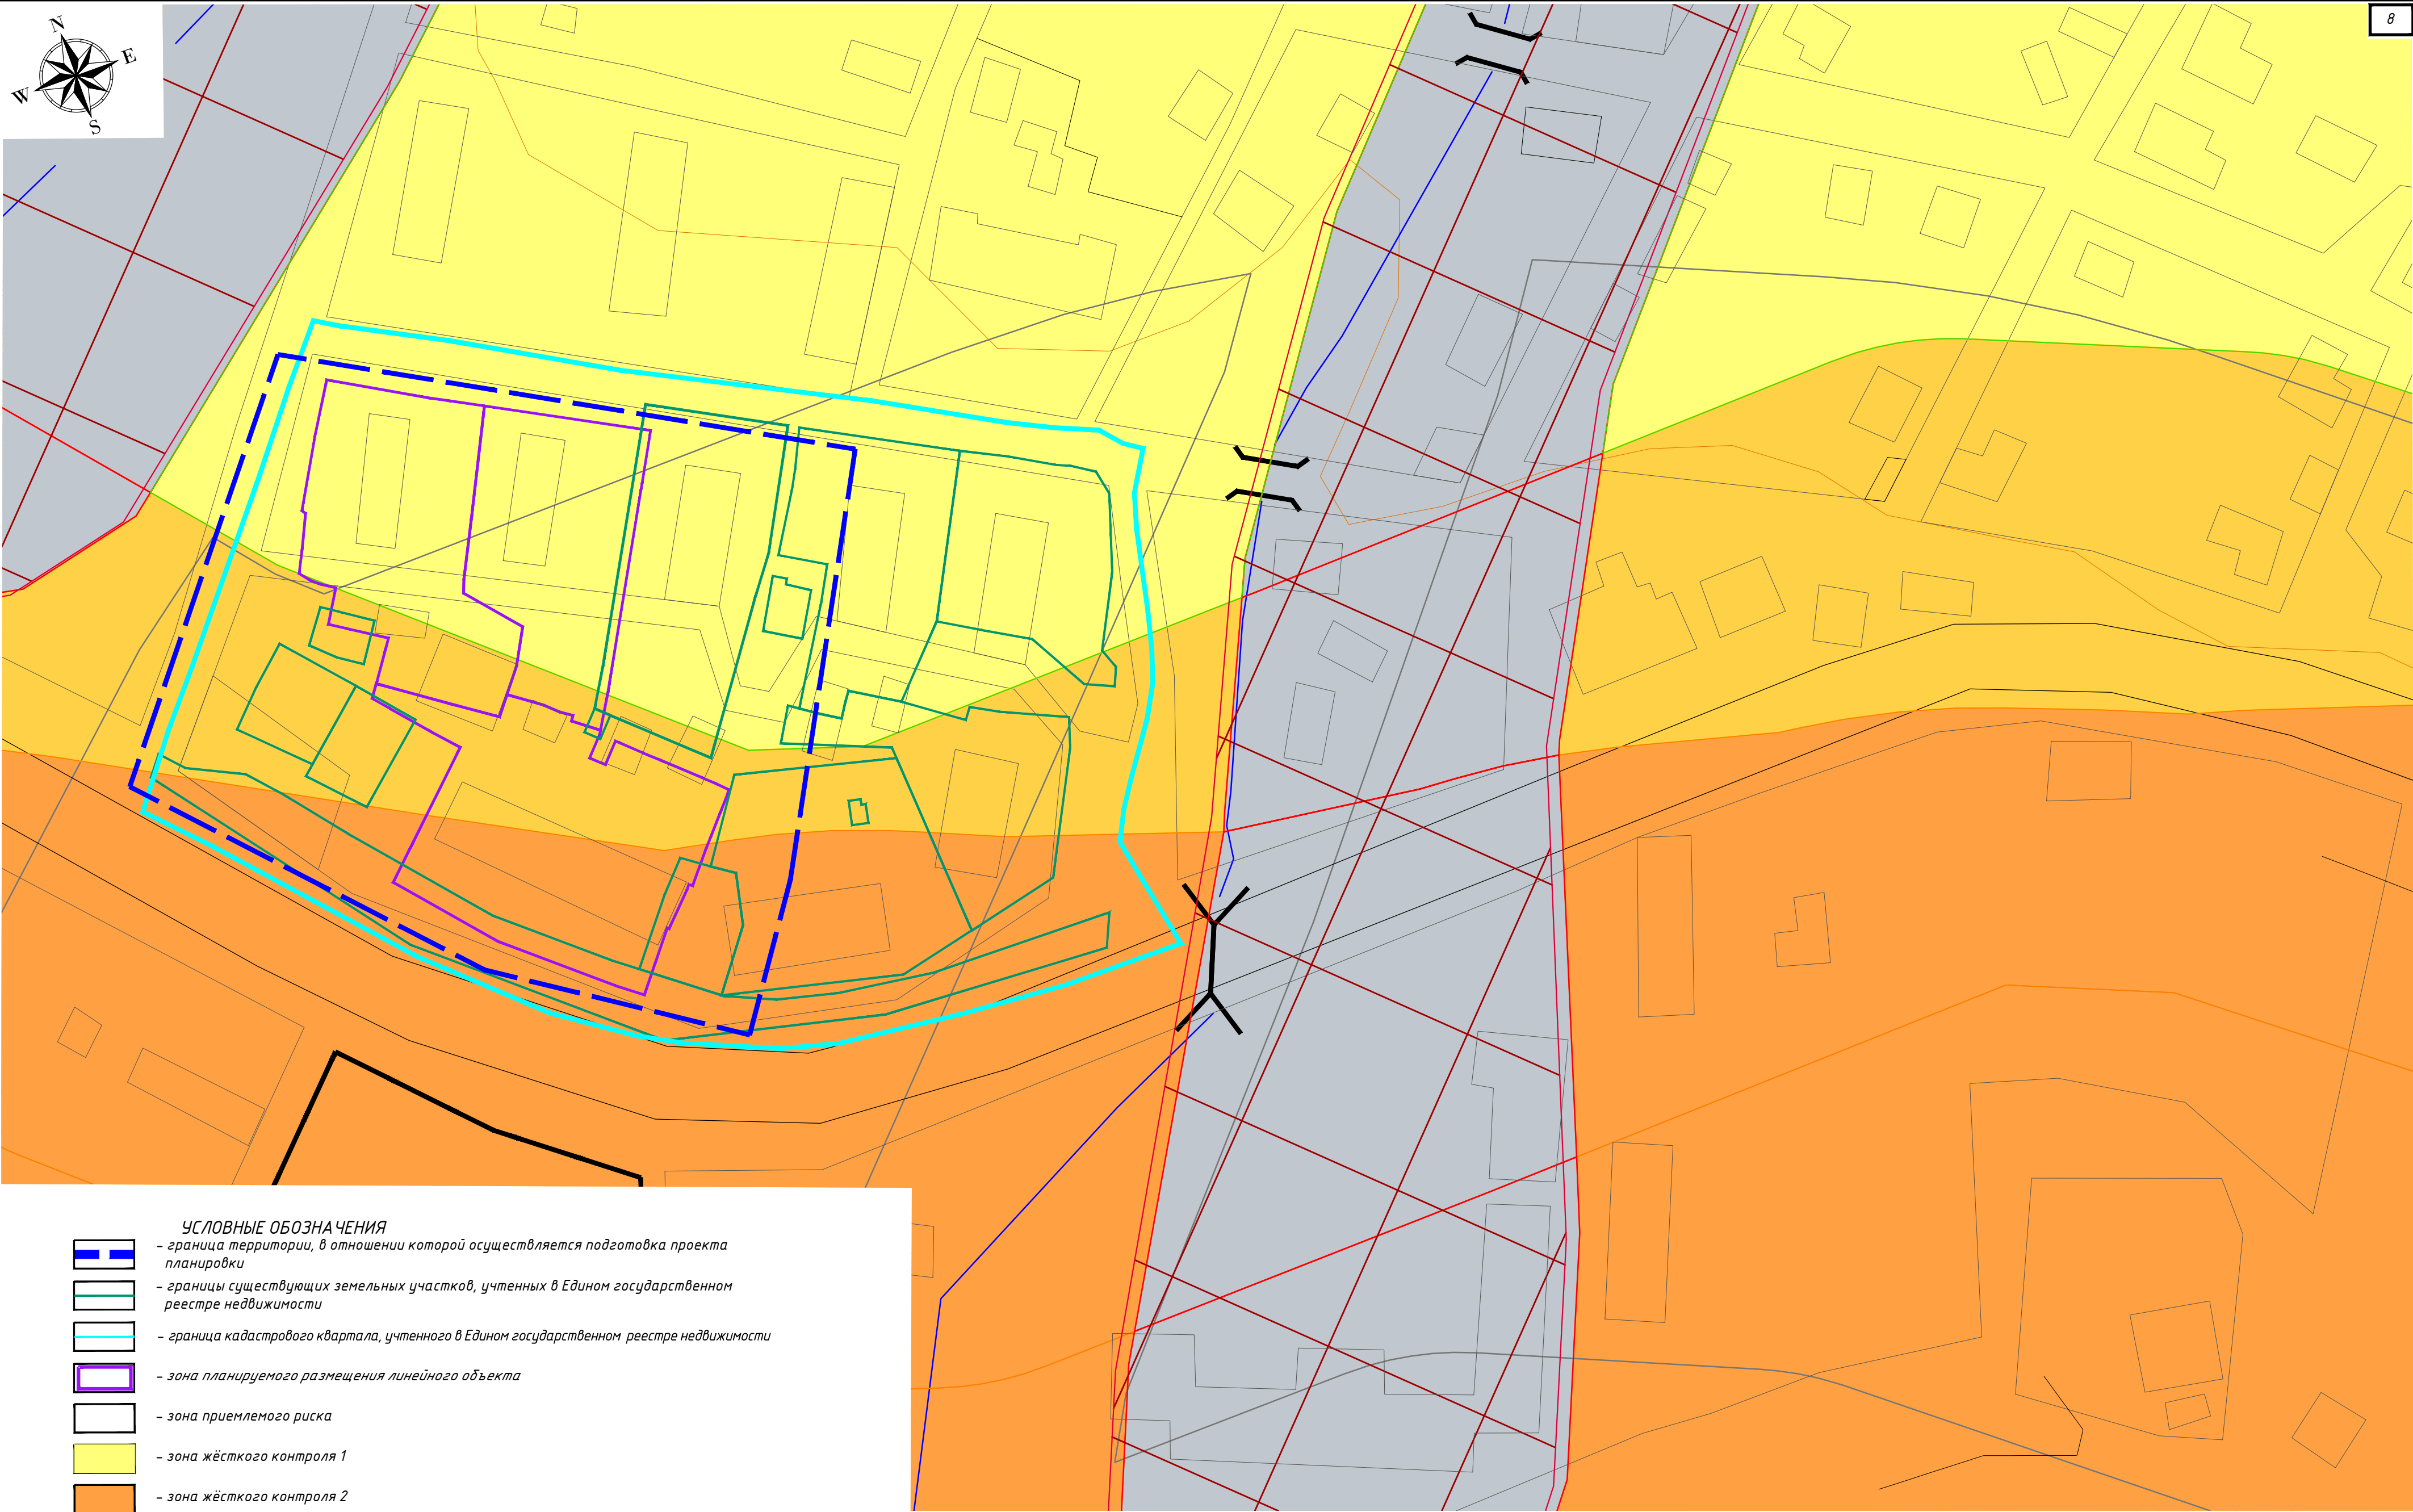 8
N
E
W
S
УСЛОВНЫЕ ОБОЗНАЧЕНИЯ
- граница территории, в отношении которой осуществляется подготовка проекта
планировки
- границы существующих земельных участков, учтенных в Едином государственном
реестре недвижимости
- граница кадастрового квартала, учтенного в Едином государственном реестре недвижимости
- зона планируемого размещения линейного объекта
- зона приемлемого риска
- зона жёсткого контроля 1
- зона жёсткого контроля 2